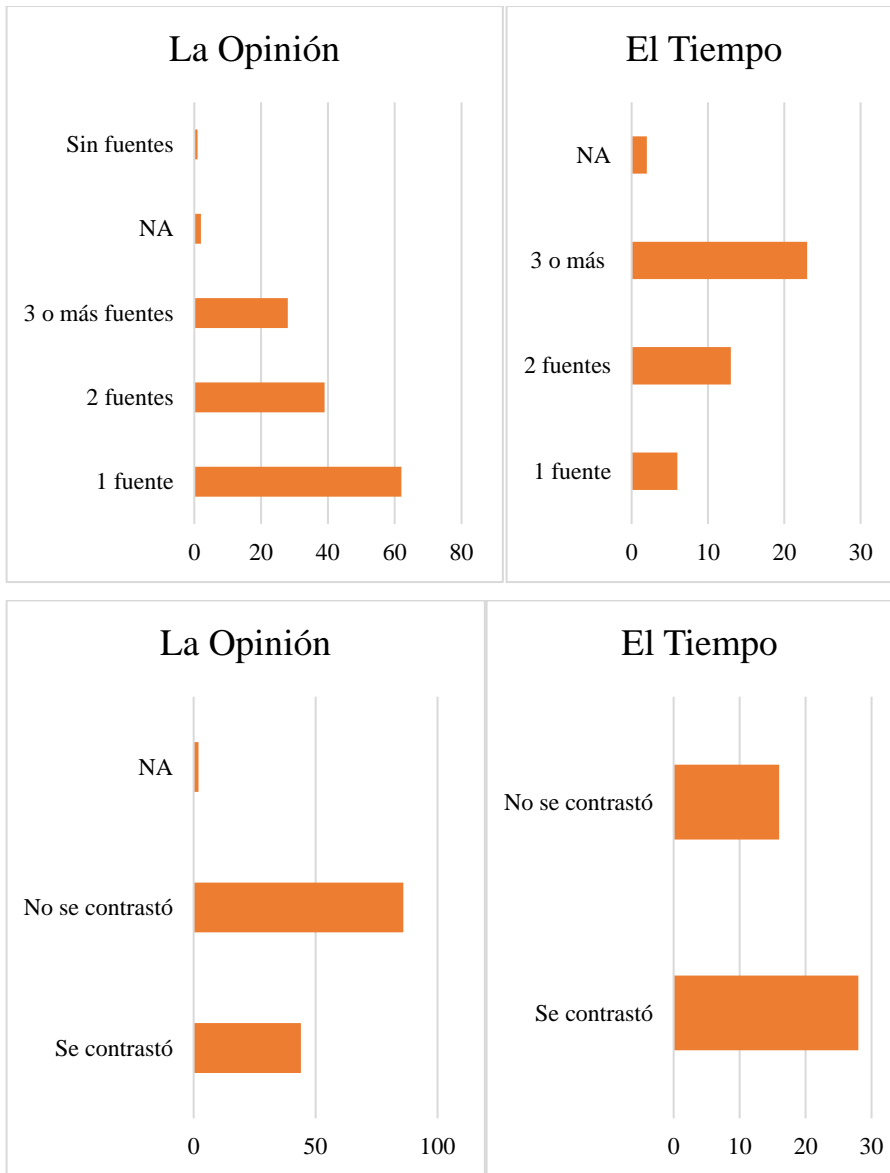 La Opinión
Sin fuentes
NA
3 o más fuentes
2 fuentes
1 fuente
0 20 40 60 80
El Tiempo
NA
3 o más
2 fuentes
1 fuente
0 10 20 30
La Opinión
NA
No se contrastó
Se contrastó
0 50 100
El Tiempo
No se contrastó
Se contrastó
0 10 20 30